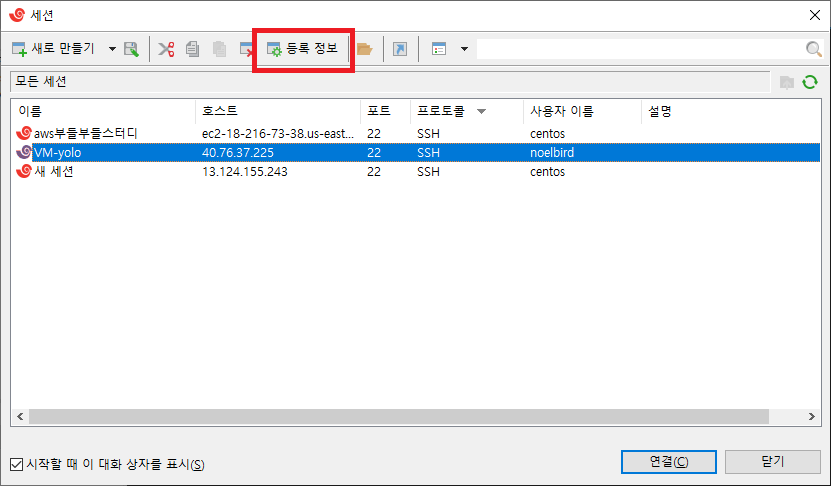 세션
새로 만들기 등록 정보
모든 세션
이름 호스트 포트 프로토콜 사용자 이름 설명
aws부들부들스터디 ec2-18-216-73-38.us-east... 22 SSH centos
VM-yolo 40.76.37.225 22 SSH noelbird
새 세션 13.124.155.243 22 SSH centos
시작할 때 이 대화 상자를 표시(S) 연결(C) 닫기